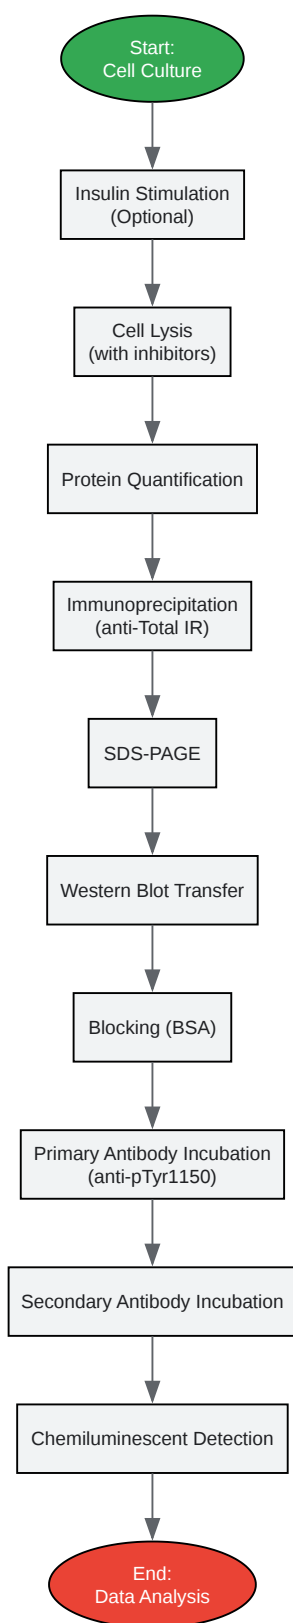 Start:
Cell Culture
Insulin Stimulation
(Optional)
Cell Lysis
(with inhibitors)
Protein Quantification
Immunoprecipitation
(anti-Total IR)
SDS-PAGE
Western Blot Transfer
Blocking (BSA)
Primary Antibody Incubation
(anti-pTyr1150)
Secondary Antibody Incubation
Chemiluminescent Detection
End:
Data Analysis